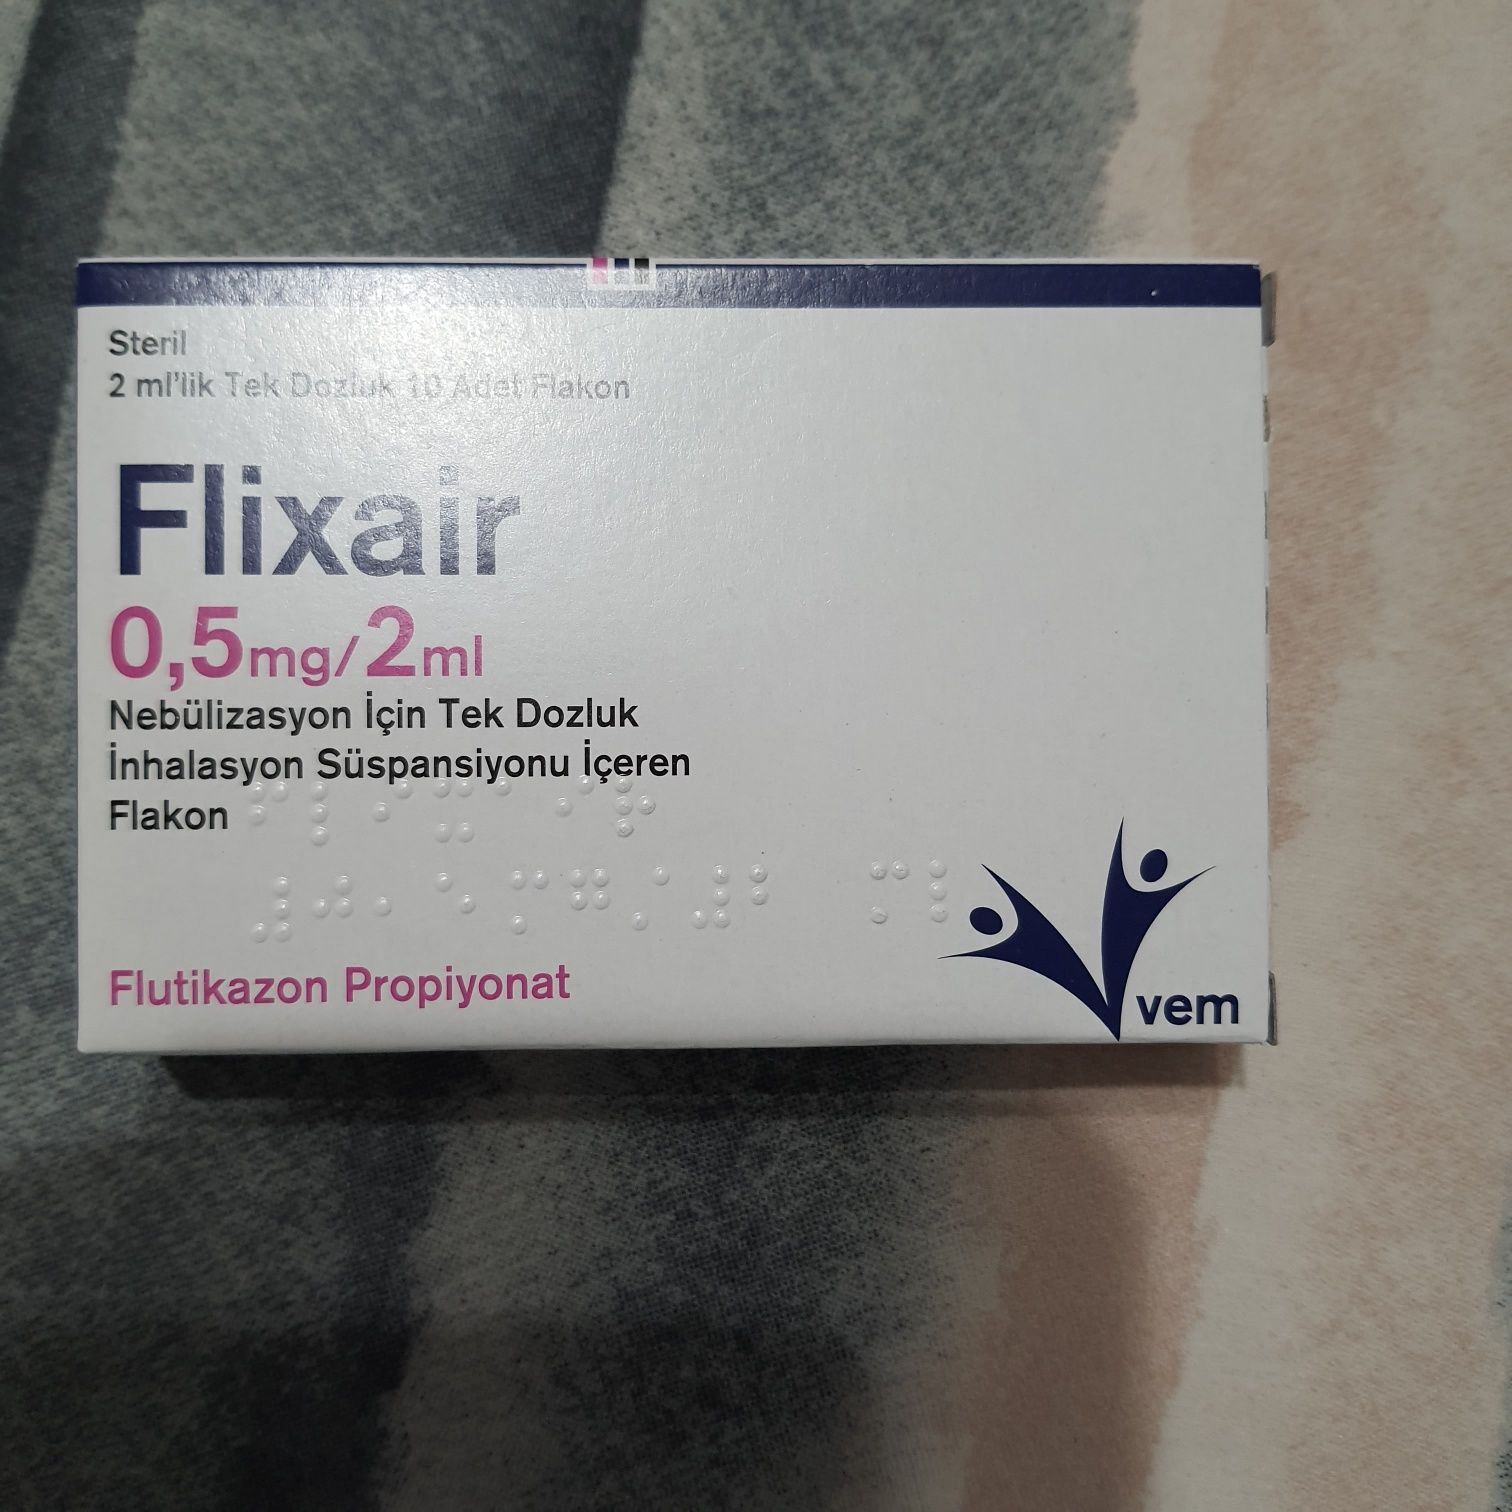 Steril
2 ml'lik Tek Dozluk 10 Adet Flakon
Flixair
0,5mg/2ml
Nebülizasyon İçin Tek Dozluk
İnhalasyon Süspansiyonu İçeren
Flakon
Flutikazon Propiyonat
vem